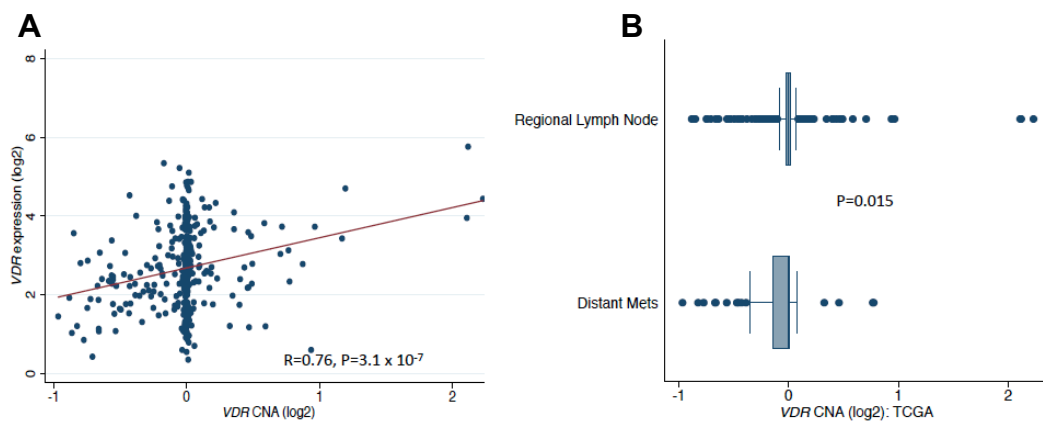 A
VDR expression (log2)
8
6
4
2
0
R=0.76, P=3.1 x 10-7
-1
0
1
2
VDR CNA (log2)
B
Regional Lymph Node
P=0.015
Distant Mets
-1
0
1
2
VDR CNA (log2): TCGA